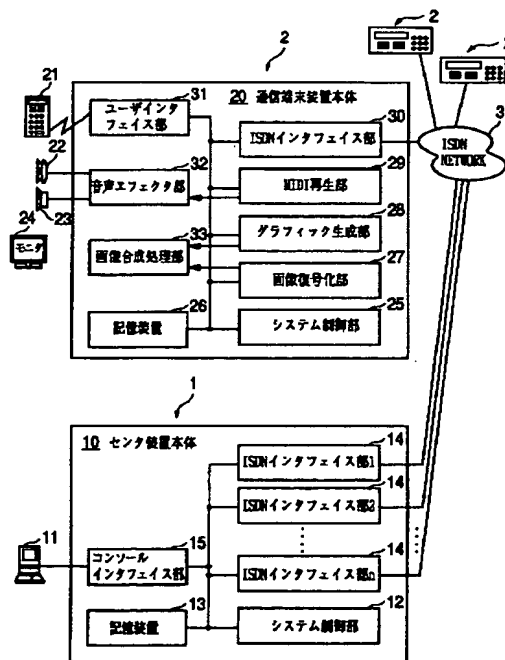 2
2
2
21
20 通信端末装置本体
31
ユーザインタ
フェイス部
30
ISDNインタフェイス部
3
ISDN
NETWORK
22
32
音声エフェクタ部
29
MIDI再生部
23
24
モニタ
28
グラフィック生成部
33
画像合成処理部
27
画像復号化部
26
記憶装置
25
システム制御部
1
10 センタ装置本体
14
ISDNインタフェイス部1
14
ISDNインタフェイス部2
11
15
コンソール
インタフェイス部
14
ISDNインタフェイス部n
13
記憶装置
12
システム制御部